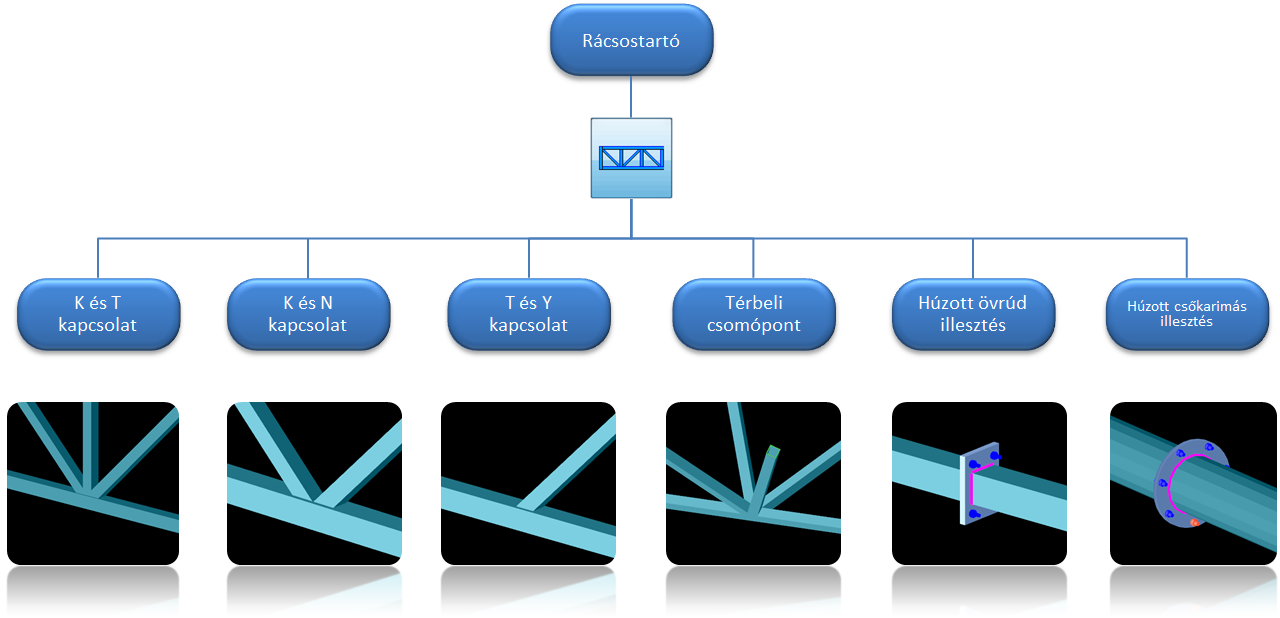 Rácsostartó
K és T
kapcsolat
K és N
kapcsolat
T és Y
kapcsolat
Térbeli
csomópont
Húzott övrúd
illesztés
Húzott csőkarimás
illesztés